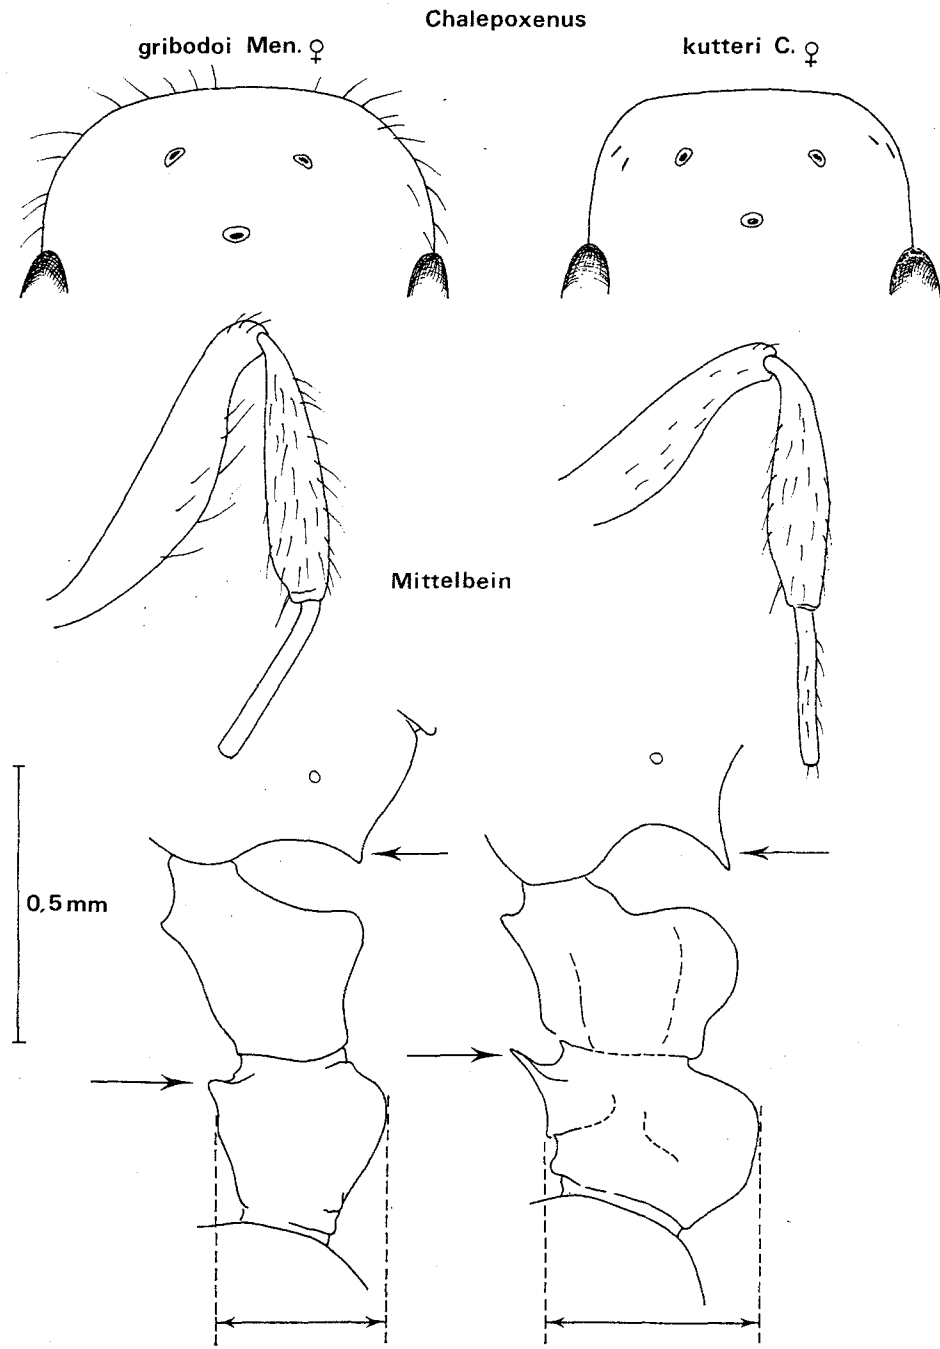 Chalepoxenus
gribodoi Men. ♀
kutteri C. ♀
Mittelbein
0,5 mm